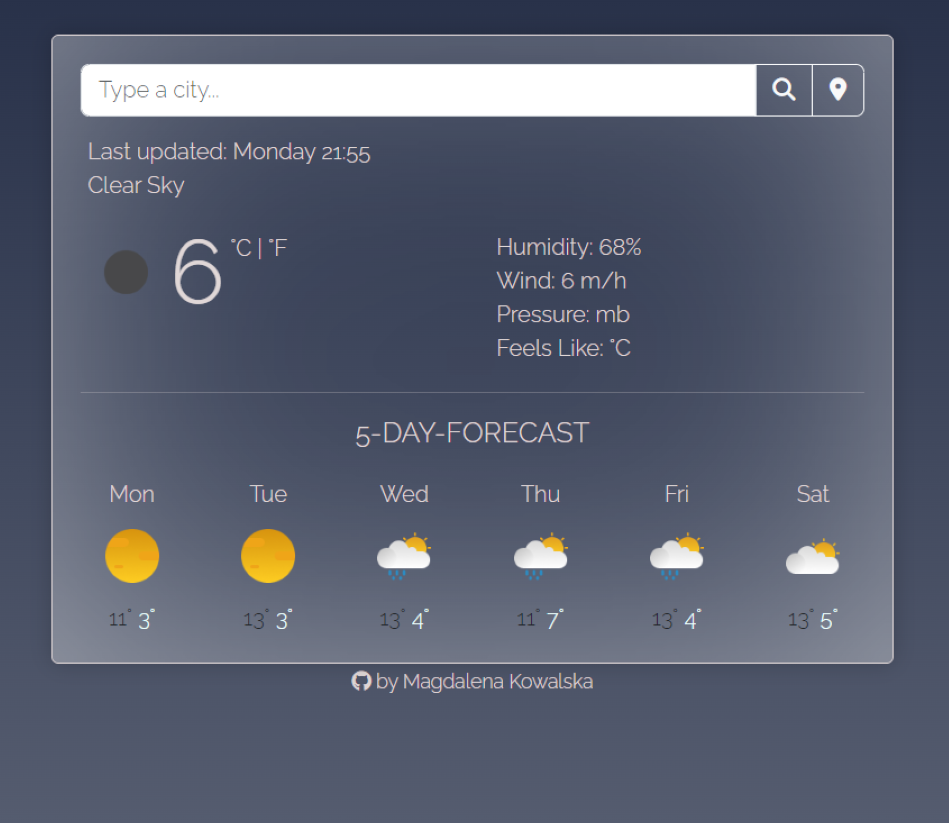 Type a city...
Last updated: Monday 21:55
Clear Sky
6 °C | °F
Humidity: 68%
Wind: 6 m/h
Pressure: mb
Feels Like: °C
5-DAY-FORECAST
Mon Tue Wed Thu Fri Sat
11° 3° 13° 3° 13° 4° 11° 7° 13° 4° 13° 5°
by Magdalena Kowalska